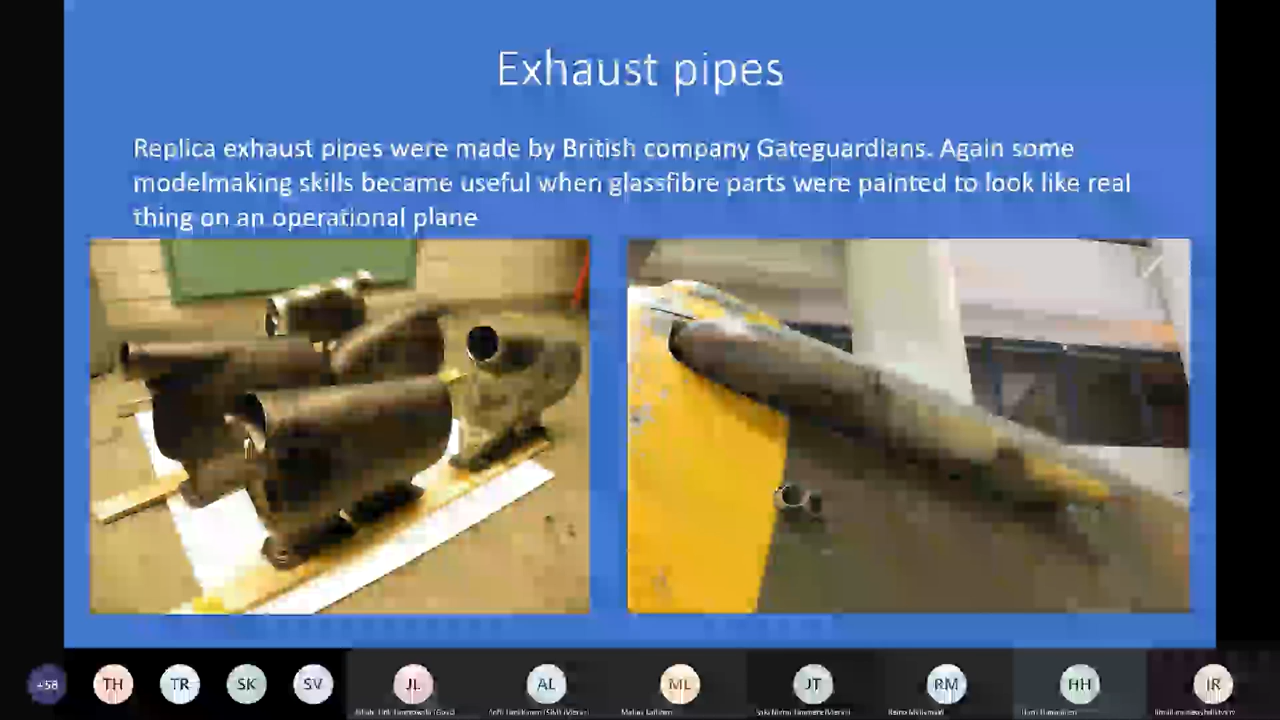 Exhaust pipes
Replica exhaust pipes were made by British company Gateguardians. Again some
modelmaking skills became useful when glassfibre parts were painted to look like real
thing on an operational plane
+58
TH
TR
SK
SV
JL
AL
ML
JT
RM
HH
IR